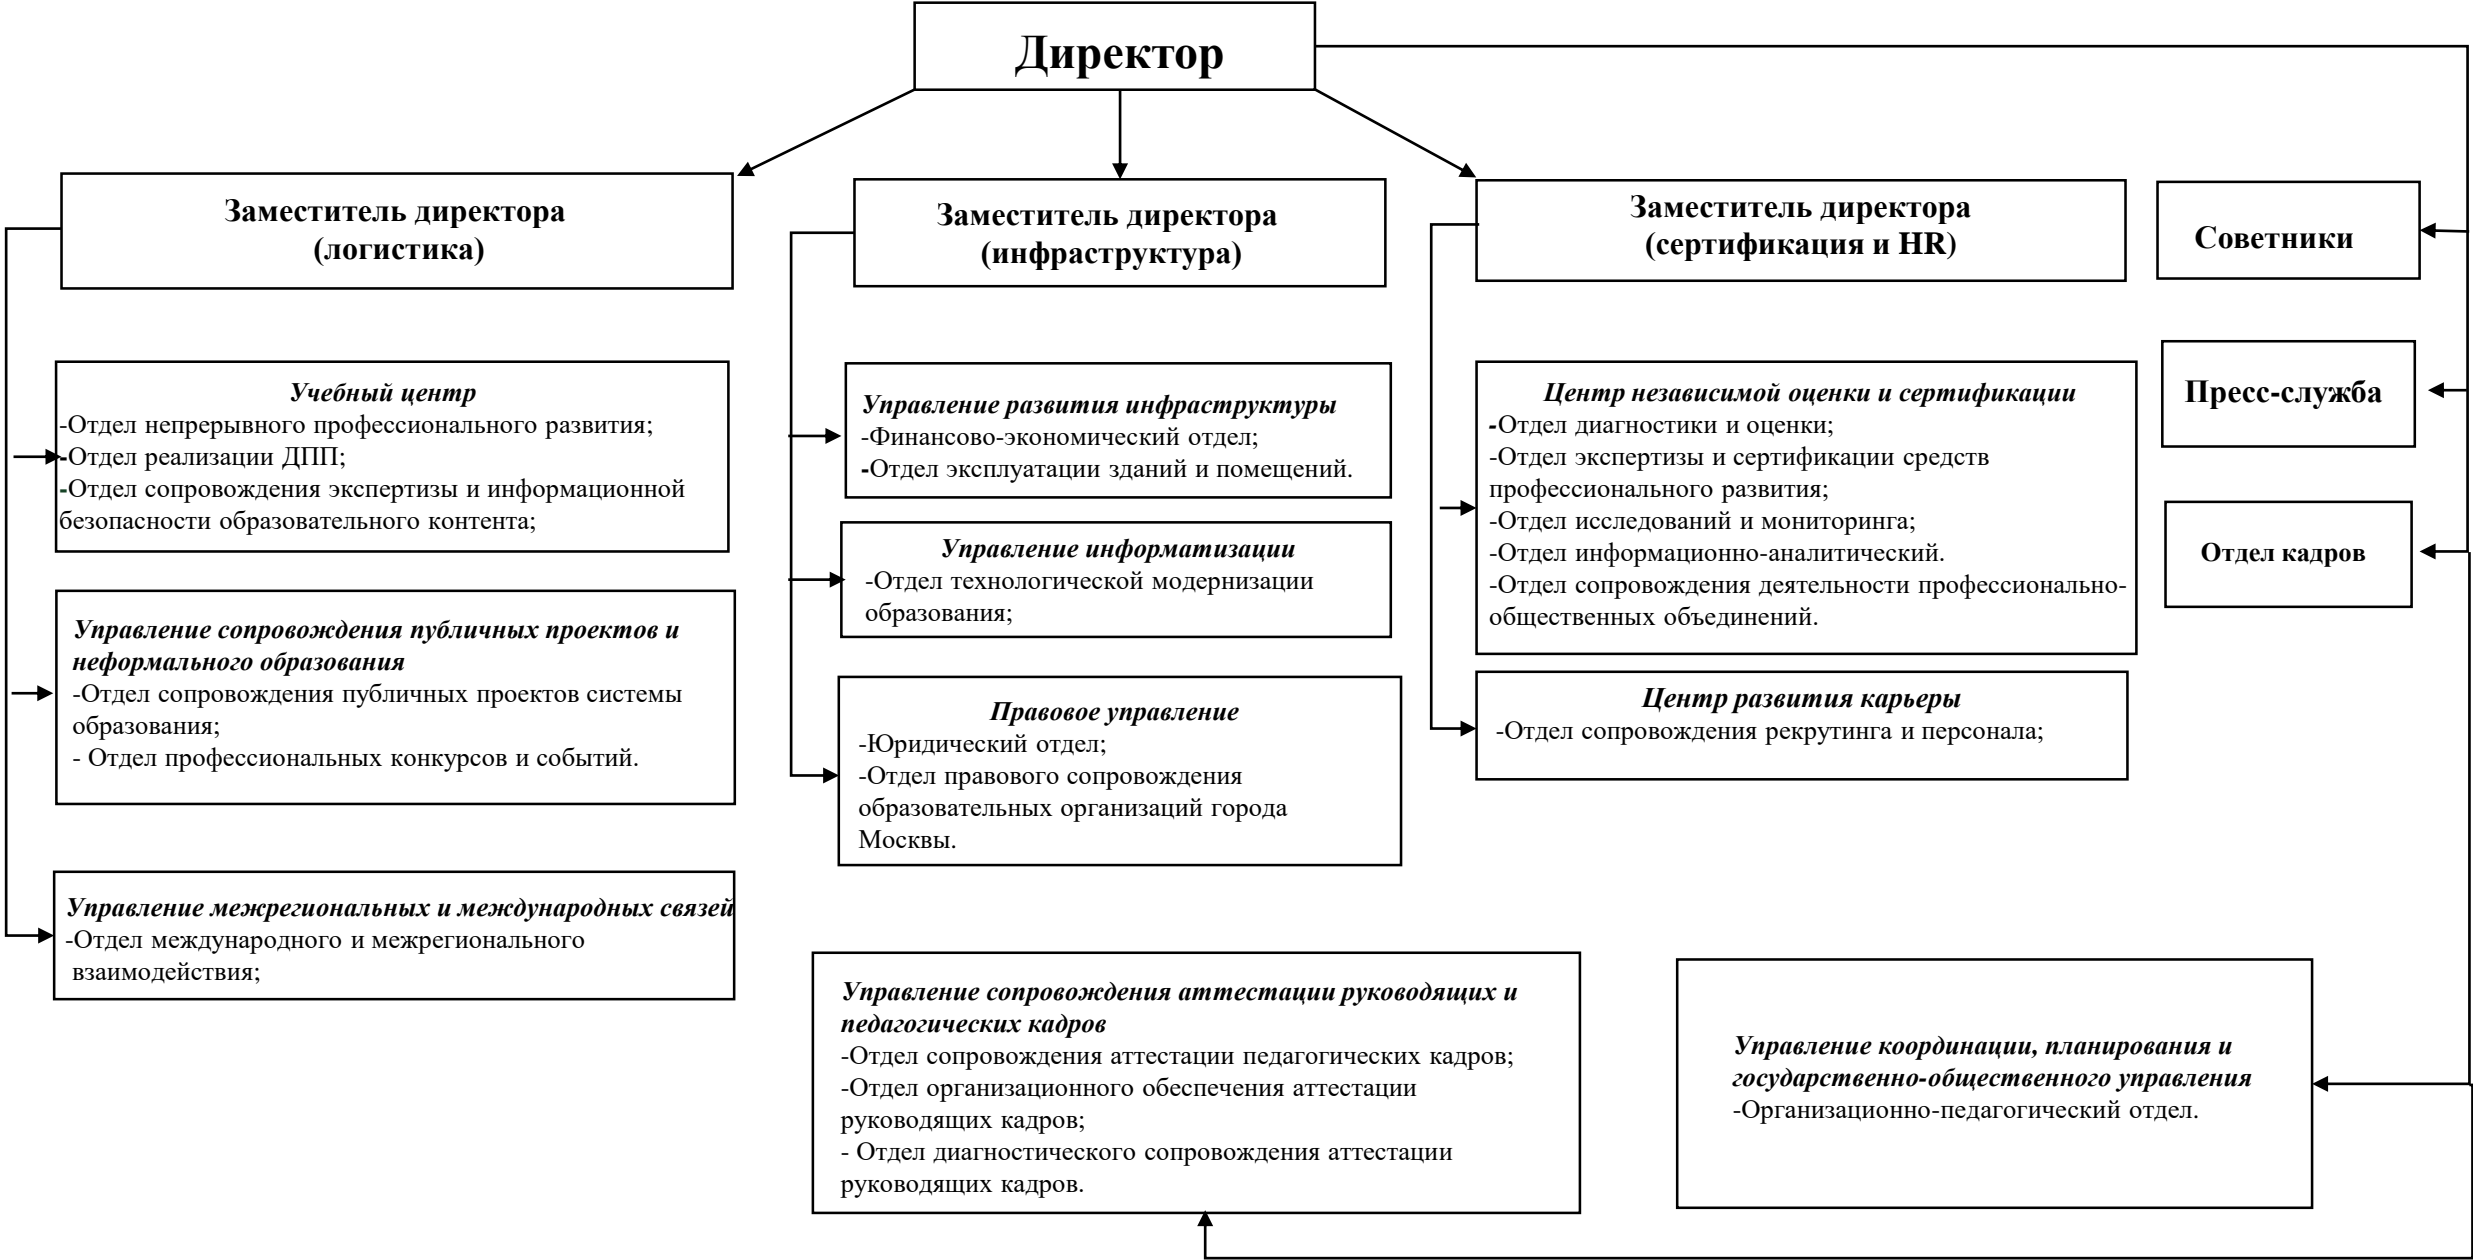 Директор
Заместитель директора
(логистика)
Заместитель директора
(инфраструктура)
Заместитель директора
(сертификация и HR)
Советники
Учебный центр
-Отдел непрерывного профессионального развития;
-Отдел реализации ДПП;
-Отдел сопровождения экспертизы и информационной
безопасности образовательного контента;
Управление сопровождения публичных проектов и
неформального образования
-Отдел сопровождения публичных проектов системы
образования;
- Отдел профессиональных конкурсов и событий.
Управление межрегиональных и международных связей
-Отдел международного и межрегионального
взаимодействия;
Управление развития инфраструктуры
-Финансово-экономический отдел;
-Отдел эксплуатации зданий и помещений.
Управление информатизации
-Отдел технологической модернизации
образования;
Правовое управление
-Юридический отдел;
-Отдел правового сопровождения
образовательных организаций города
Москвы.
Центр независимой оценки и сертификации
-Отдел диагностики и оценки;
-Отдел экспертизы и сертификации средств
профессионального развития;
-Отдел исследований и мониторинга;
-Отдел информационно-аналитический.
-Отдел сопровождения деятельности профессионально-
общественных объединений.
Центр развития карьеры
-Отдел сопровождения рекрутинга и персонала;
Пресс-служба
Отдел кадров
Управление сопровождения аттестации руководящих и
педагогических кадров
-Отдел сопровождения аттестации педагогических кадров;
-Отдел организационного обеспечения аттестации
руководящих кадров;
- Отдел диагностического сопровождения аттестации
руководящих кадров.
Управление координации, планирования и
государственно-общественного управления
-Организационно-педагогический отдел.